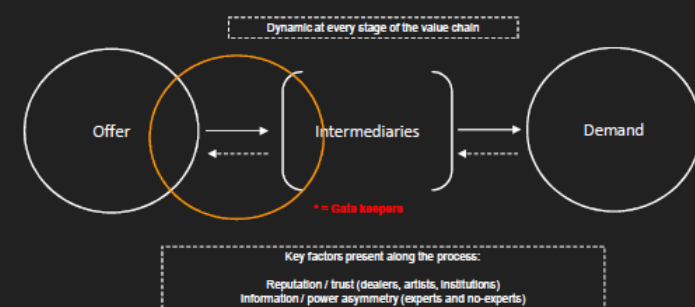 Dynamic at every stage of the value chain
Offer
Intermediaries
Demand
* = Gate keepers
Key factors present along the process:
Reputation / trust (dealers, artists, institutions)
Information / power asymmetry (experts and no-experts)